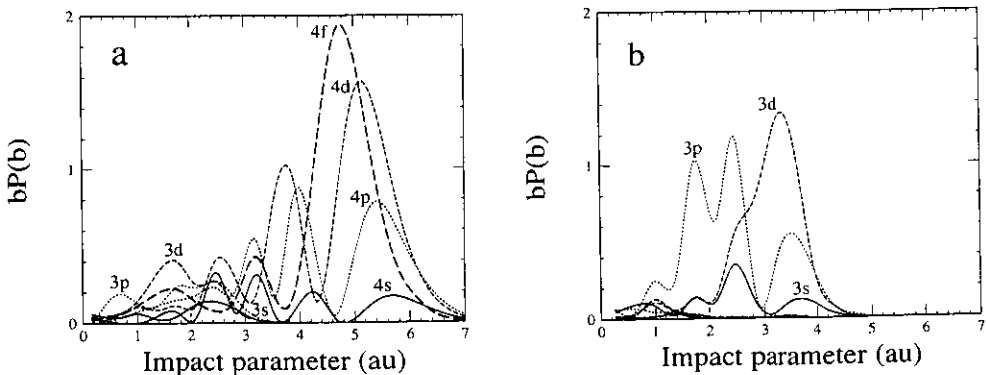 2
a
4f
4d
1
3d
4p
3p
3s
4s
0
0 1 2 3 4 5 6 7
bP(b)
Impact parameter (au)
2
b
3d
3p
1
3s
0
0 1 2 3 4 5 6 7
bP(b)
Impact parameter (au)